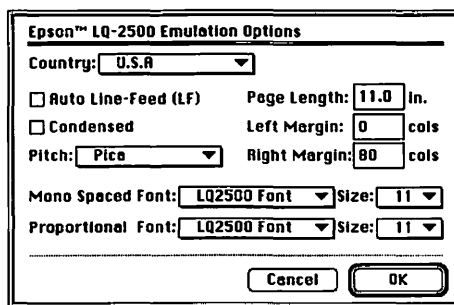 Epson™ LQ-2500 Emulation Options
Country: U.S.A
Auto Line-Feed (LF) Page Length: 11.0 in.
Condensed Left Margin: 0 cols
Pitch: Pica Right Margin: 80 cols
Mono Spaced Font: LQ2500 Font Size: 11
Proportional Font: LQ2500 Font Size: 11
Cancel OK